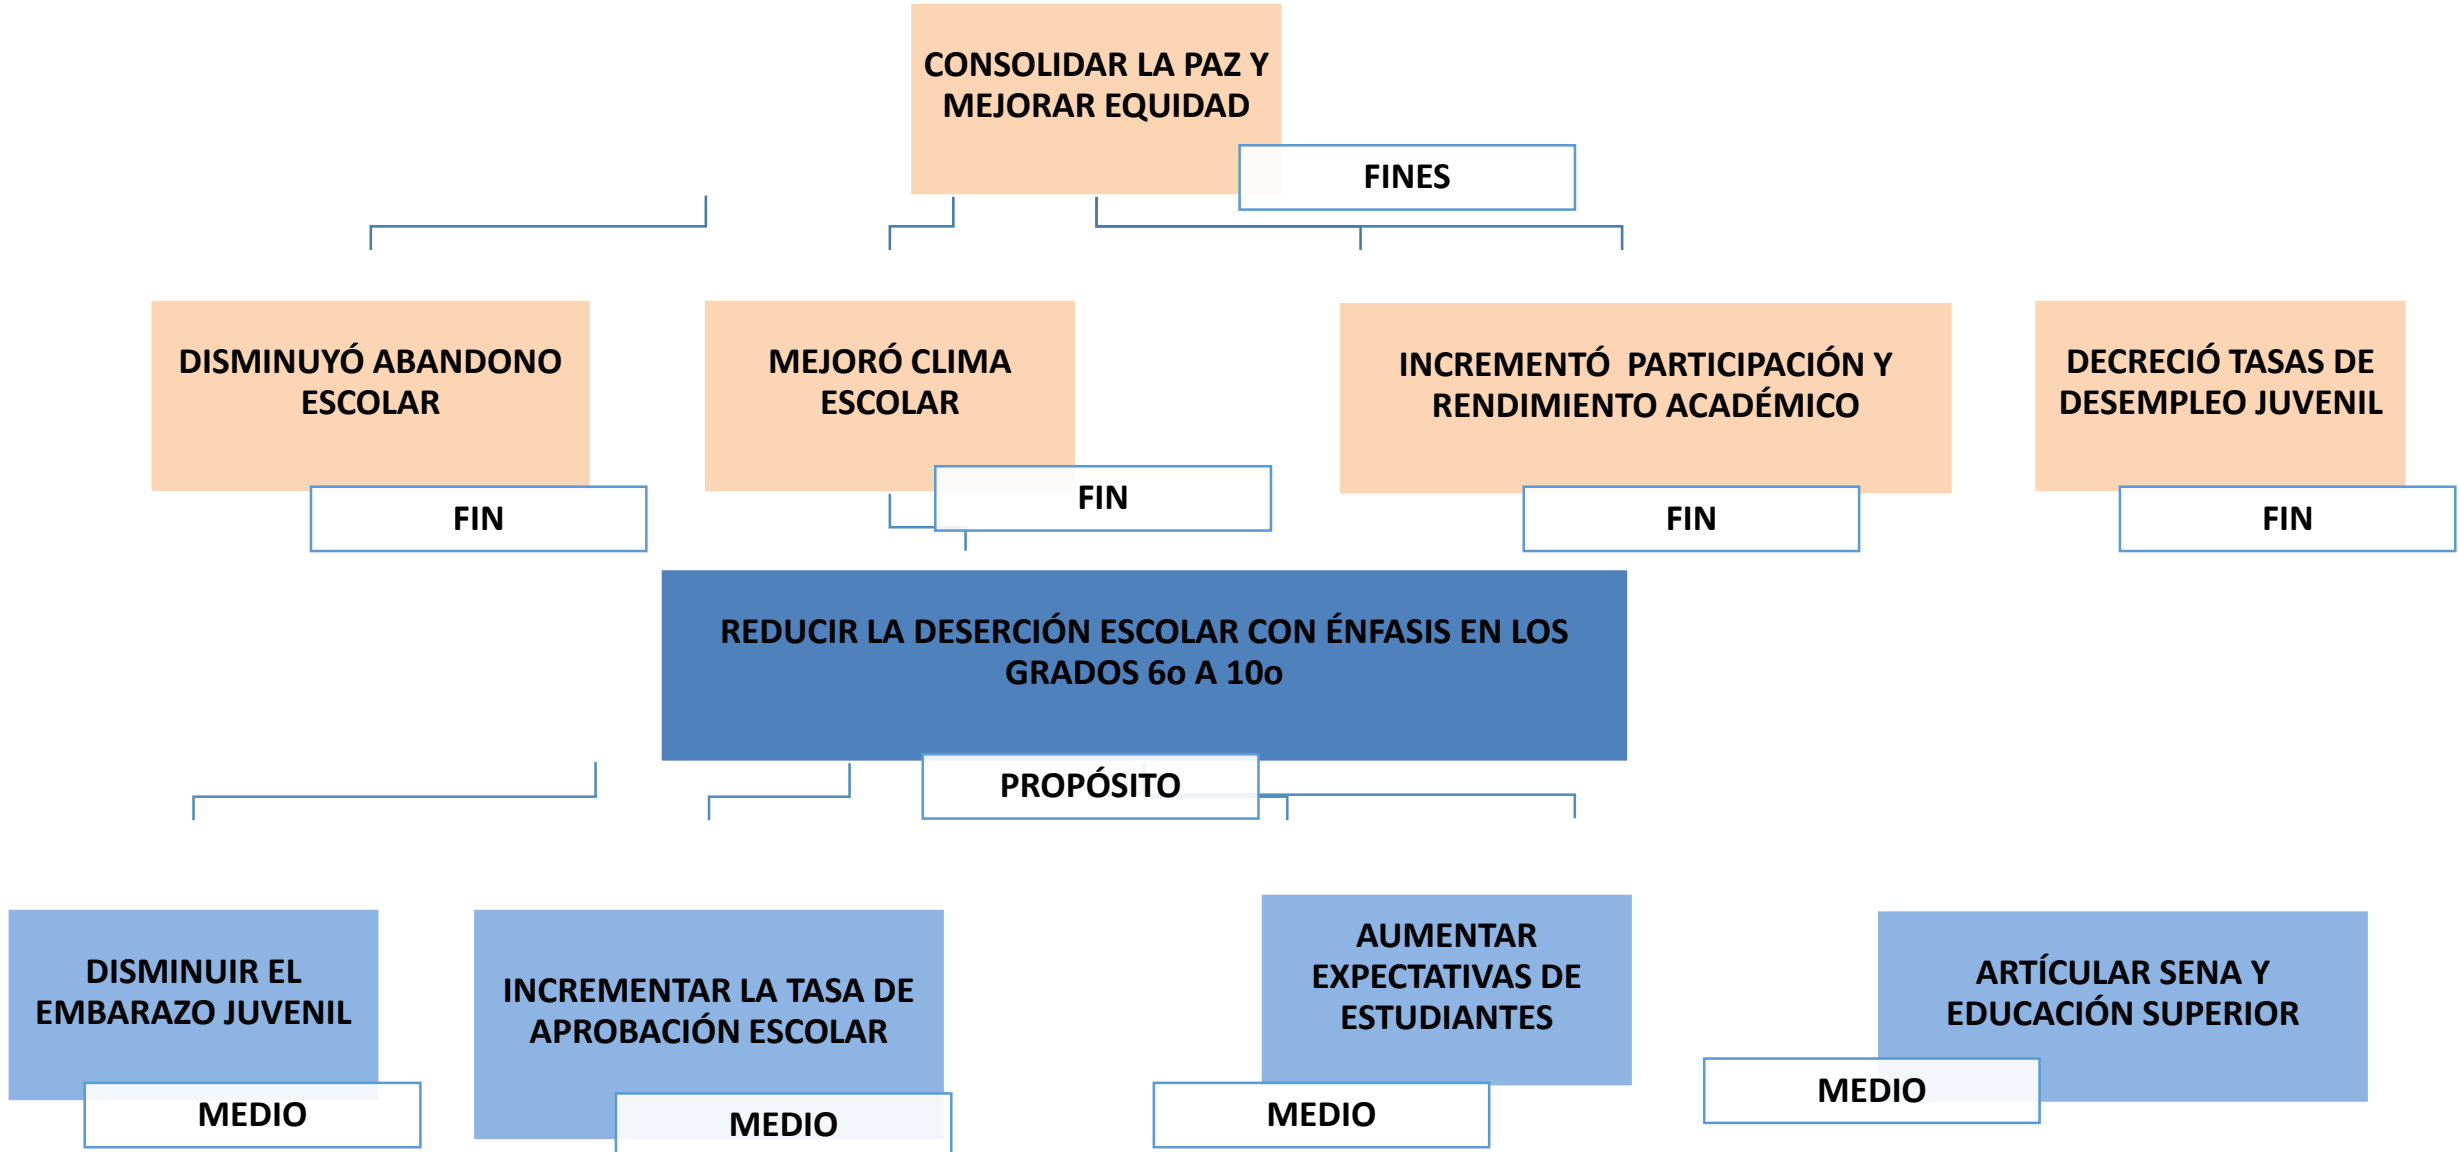 CONSOLIDAR LA PAZ Y
MEJORAR EQUIDAD
FINES
DISMINUYÓ ABANDONO
ESCOLAR
FIN
MEJORÓ CLIMA
ESCOLAR
FIN
INCREMENTÓ  PARTICIPACIÓN Y
RENDIMIENTO ACADÉMICO
FIN
DECRECIÓ TASAS DE
DESEMPLEO JUVENIL
FIN
REDUCIR LA DESERCIÓN ESCOLAR CON ÉNFASIS EN LOS
GRADOS 6o A 10o
PROPÓSITO
DISMINUIR EL
EMBARAZO JUVENIL
MEDIO
INCREMENTAR LA TASA DE
APROBACIÓN ESCOLAR
MEDIO
AUMENTAR
EXPECTATIVAS DE
ESTUDIANTES
MEDIO
ARTÍCULAR SENA Y
EDUCACIÓN SUPERIOR
MEDIO